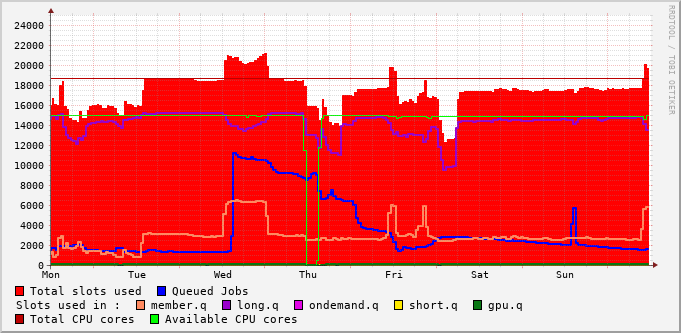 24000
22000
20000
18000
16000
14000
12000
10000
8000
6000
4000
2000
0
Mon Tue Wed Thu Fri Sat Sun
RRDTOOL / TOBI OETIKER
Total slots used Queued Jobs
Slots used in : member.q long.q ondemand.q short.q gpu.q
Total CPU cores Available CPU cores